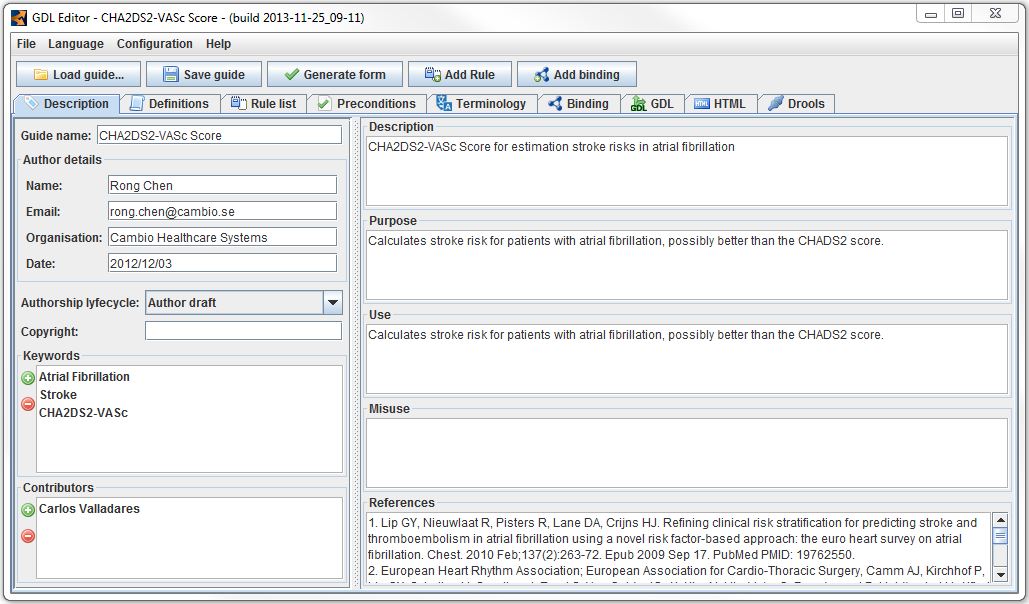 GDL Editor - CHA2DS2-VASc Score - (build 2013-11-25_09-11)
File Language Configuration Help
Load guide... Save guide Generate form Add Rule Add binding
Description Definitions Rule list Preconditions Terminology Binding GDL HTML Drools
Guide name: CHA2DS2-VASc Score
Author details
Name: Rong Chen
Email: rong.chen@cambio.se
Organisation: Cambio Healthcare Systems
Date: 2012/12/03
Authorship lyfecycle: Author draft
Copyright:
Keywords
Atrial Fibrillation
Stroke
CHA2DS2-VASc
Contributors
Carlos Valladares
Description
CHA2DS2-VASc Score for estimation stroke risks in atrial fibrillation
Purpose
Calculates stroke risk for patients with atrial fibrillation, possibly better than the CHADS2 score.
Use
Calculates stroke risk for patients with atrial fibrillation, possibly better than the CHADS2 score.
Misuse
References
1. Lip GY, Nieuwlaat R, Pisters R, Lane DA, Crijns HJ. Refining clinical risk stratification for predicting stroke and
thromboembolism in atrial fibrillation using a novel risk factor-based approach: the euro heart survey on atrial
fibrillation. Chest. 2010 Feb;137(2):263-72. Epub 2009 Sep 17. PubMed PMID: 19762550.
2. European Heart Rhythm Association; European Association for Cardio-Thoracic Surgery, Camm AJ, Kirchhof P,